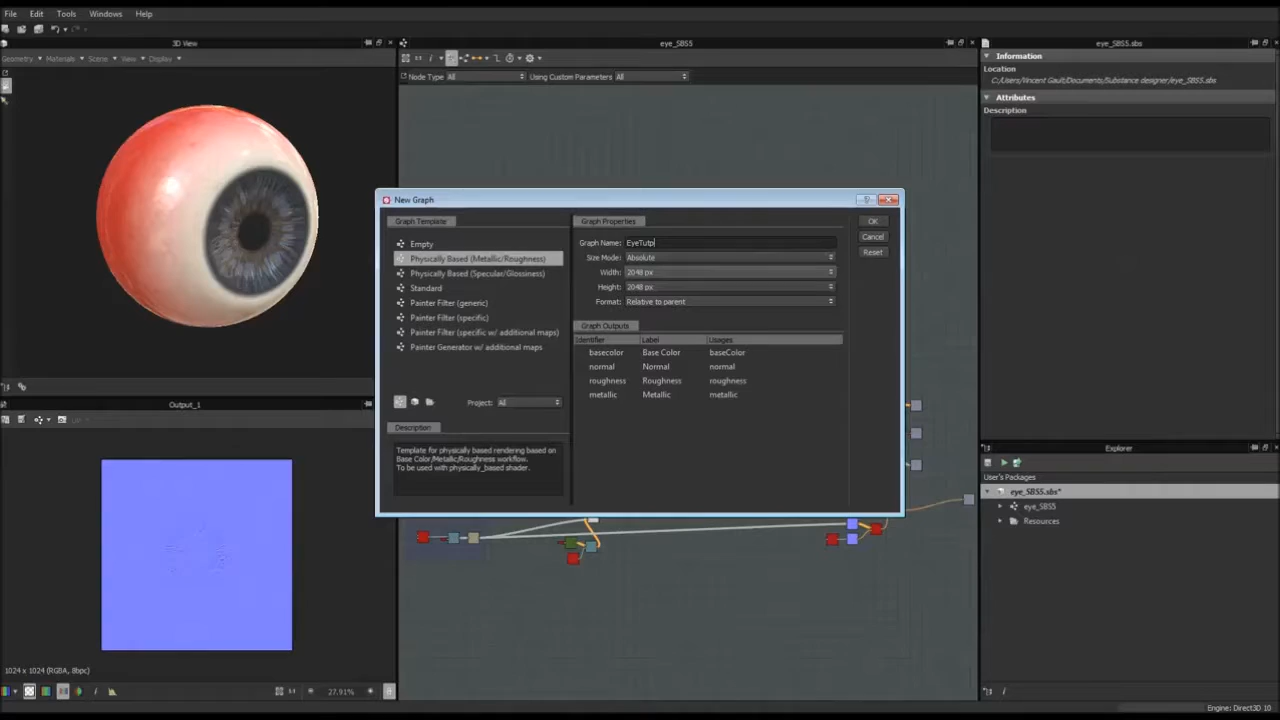 File Edit Tools Windows Help
3D View
Geometry Materials Scene View Display
eye_SBS5
Node Type All Using Custom Parameters All
eye_SBS5.sbs
Information
Location
C:/Users/Vincent Gault/Documents/Substance designer/eye_SBS5.sbs
Attributes
Description
New Graph
Graph Template
Empty
Physically Based (Metallic/Roughness)
Physically Based (Specular/Glossiness)
Standard
Painter Filter (generic)
Painter Filter (specific)
Painter Filter (specific w/ additional maps)
Painter Generator w/ additional maps
Project: All
Description
Template for physically based rendering based on
Base Color/Metallic/Roughness workflow.
To be used with physically_based shader.
Graph Properties
Graph Name: EyeTutp
Size Mode: Absolute
Width: 2048 px
Height: 2048 px
Format: Relative to parent
Graph Outputs
Identifier Label Usages
basecolor Base Color baseColor
normal Normal normal
roughness Roughness roughness
metallic Metallic metallic
OK
Cancel
Reset
Output_1
1024 x 1024 (RGBA, 8bpc)
27.91%
Explorer
User's Packages
eye_SBS5.sbs*
eye_SBS5
Resources
Engine: Direct3D 10